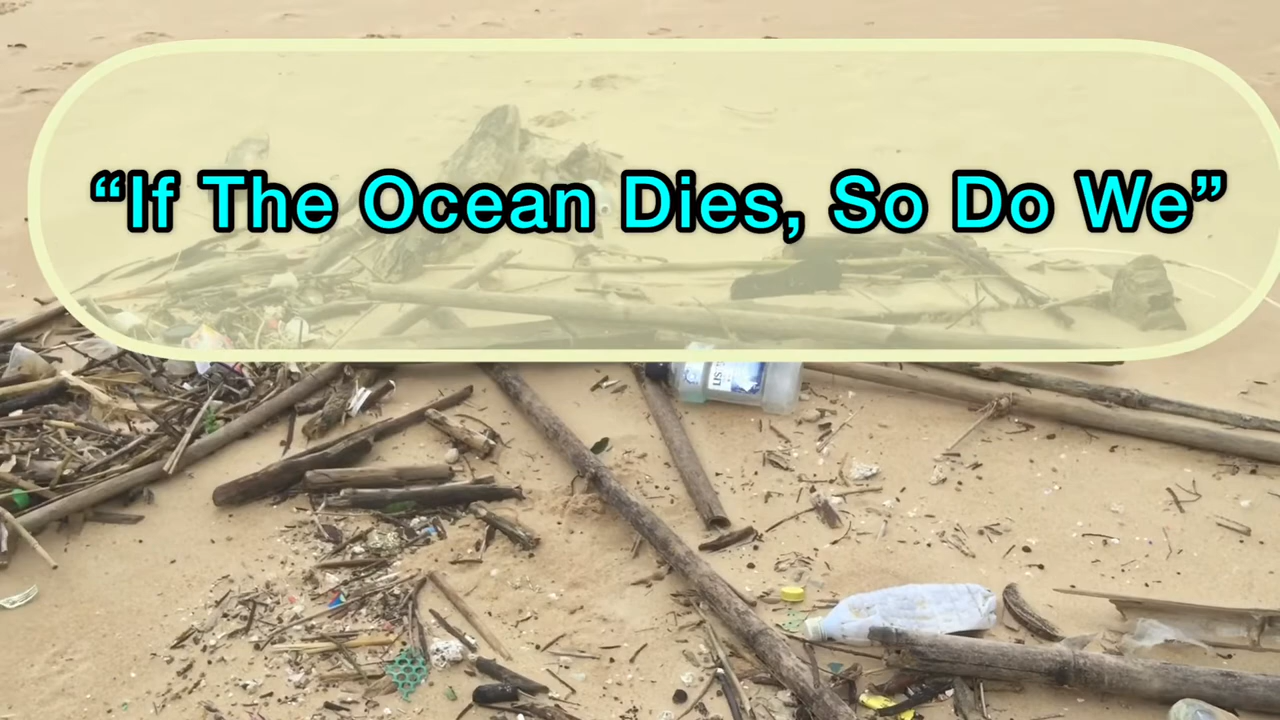 “If The Ocean Dies, So Do We”